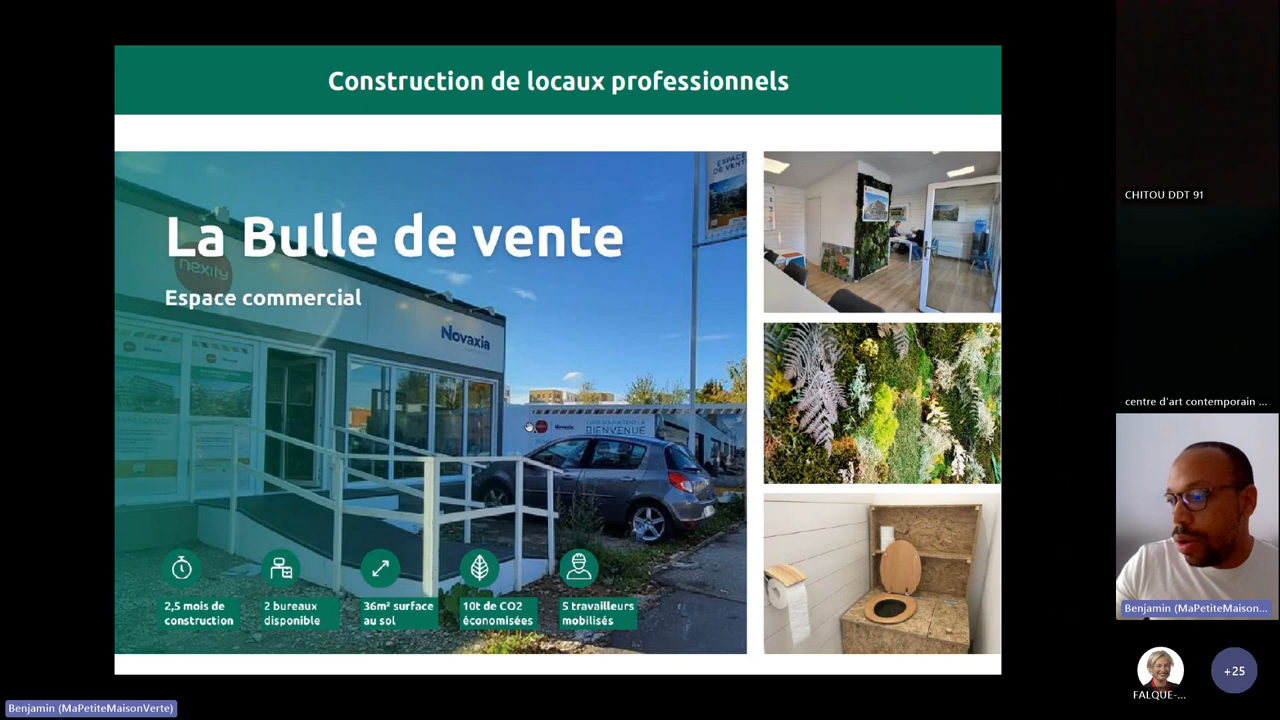 Construction de locaux professionnels
La Bulle de vente
nexity
Espace commercial
Novaxia
ESPACE
DE VENTE
Novaxia
BIENVENUE
2,5 mois de
construction
2 bureaux
disponible
36m² surface
au sol
10t de CO2
économisées
5 travailleurs
mobilisés
CHITOU DDT 91
centre d'art contemporain ...
Benjamin (MaPetiteMaison...
FALQUE-...
+25
Benjamin (MaPetiteMaisonVerte)